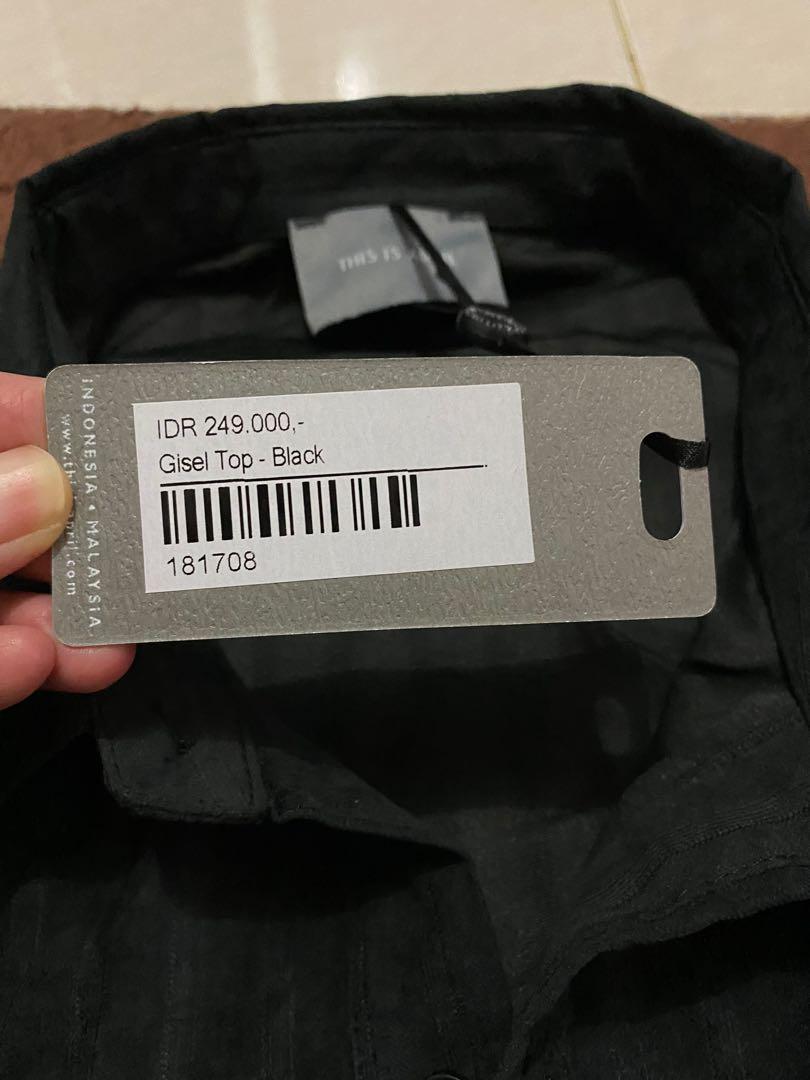 THIS IS
IDR 249.000,-
Gisel Top - Black
181708
INDONESIA • MALAYSIA